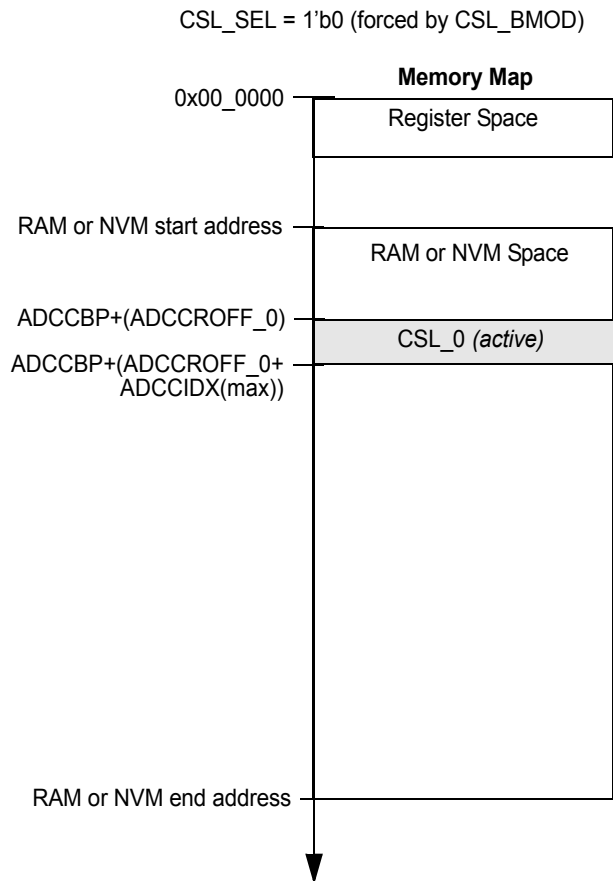 CSL_SEL = 1'b0 (forced by CSL_BMOD)
Memory Map
0x00_0000
Register Space
RAM or NVM start address
RAM or NVM Space
ADCCBP+(ADCCROFF_0)
CSL_0 (active)
ADCCBP+(ADCCROFF_0+
ADCCIDX(max))
RAM or NVM end address